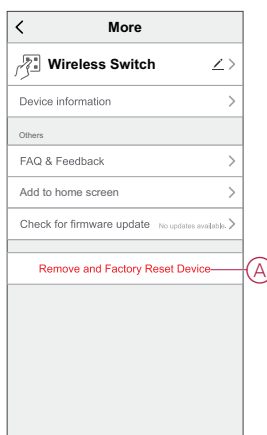 More
Wireless Switch
Device information
Others
FAQ & Feedback
Add to home screen
Check for firmware update No updates available.
Remove and Factory Reset Device
A